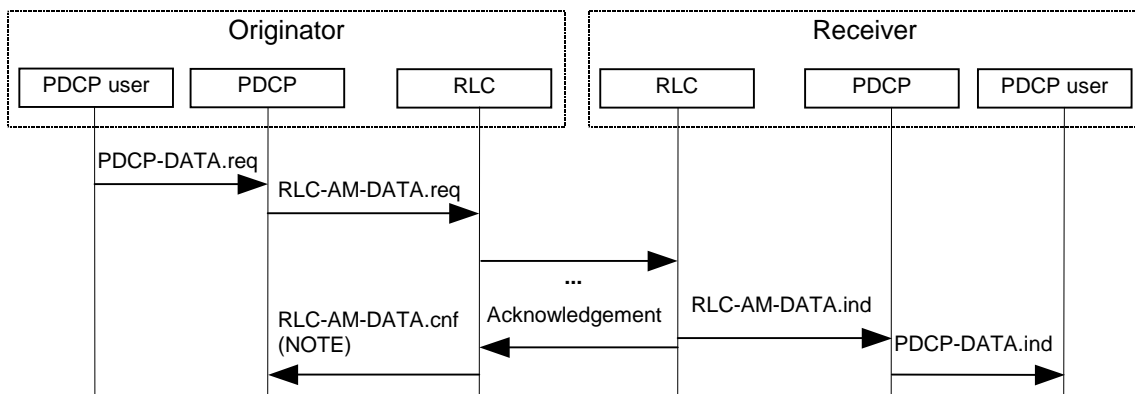 Originator
Receiver
PDCP user
PDCP
RLC
RLC
PDCP
PDCP user
PDCP-DATA.req
RLC-AM-DATA.req
...
Acknowledgement
RLC-AM-DATA.ind
RLC-AM-DATA.cnf
(NOTE)
PDCP-DATA.ind